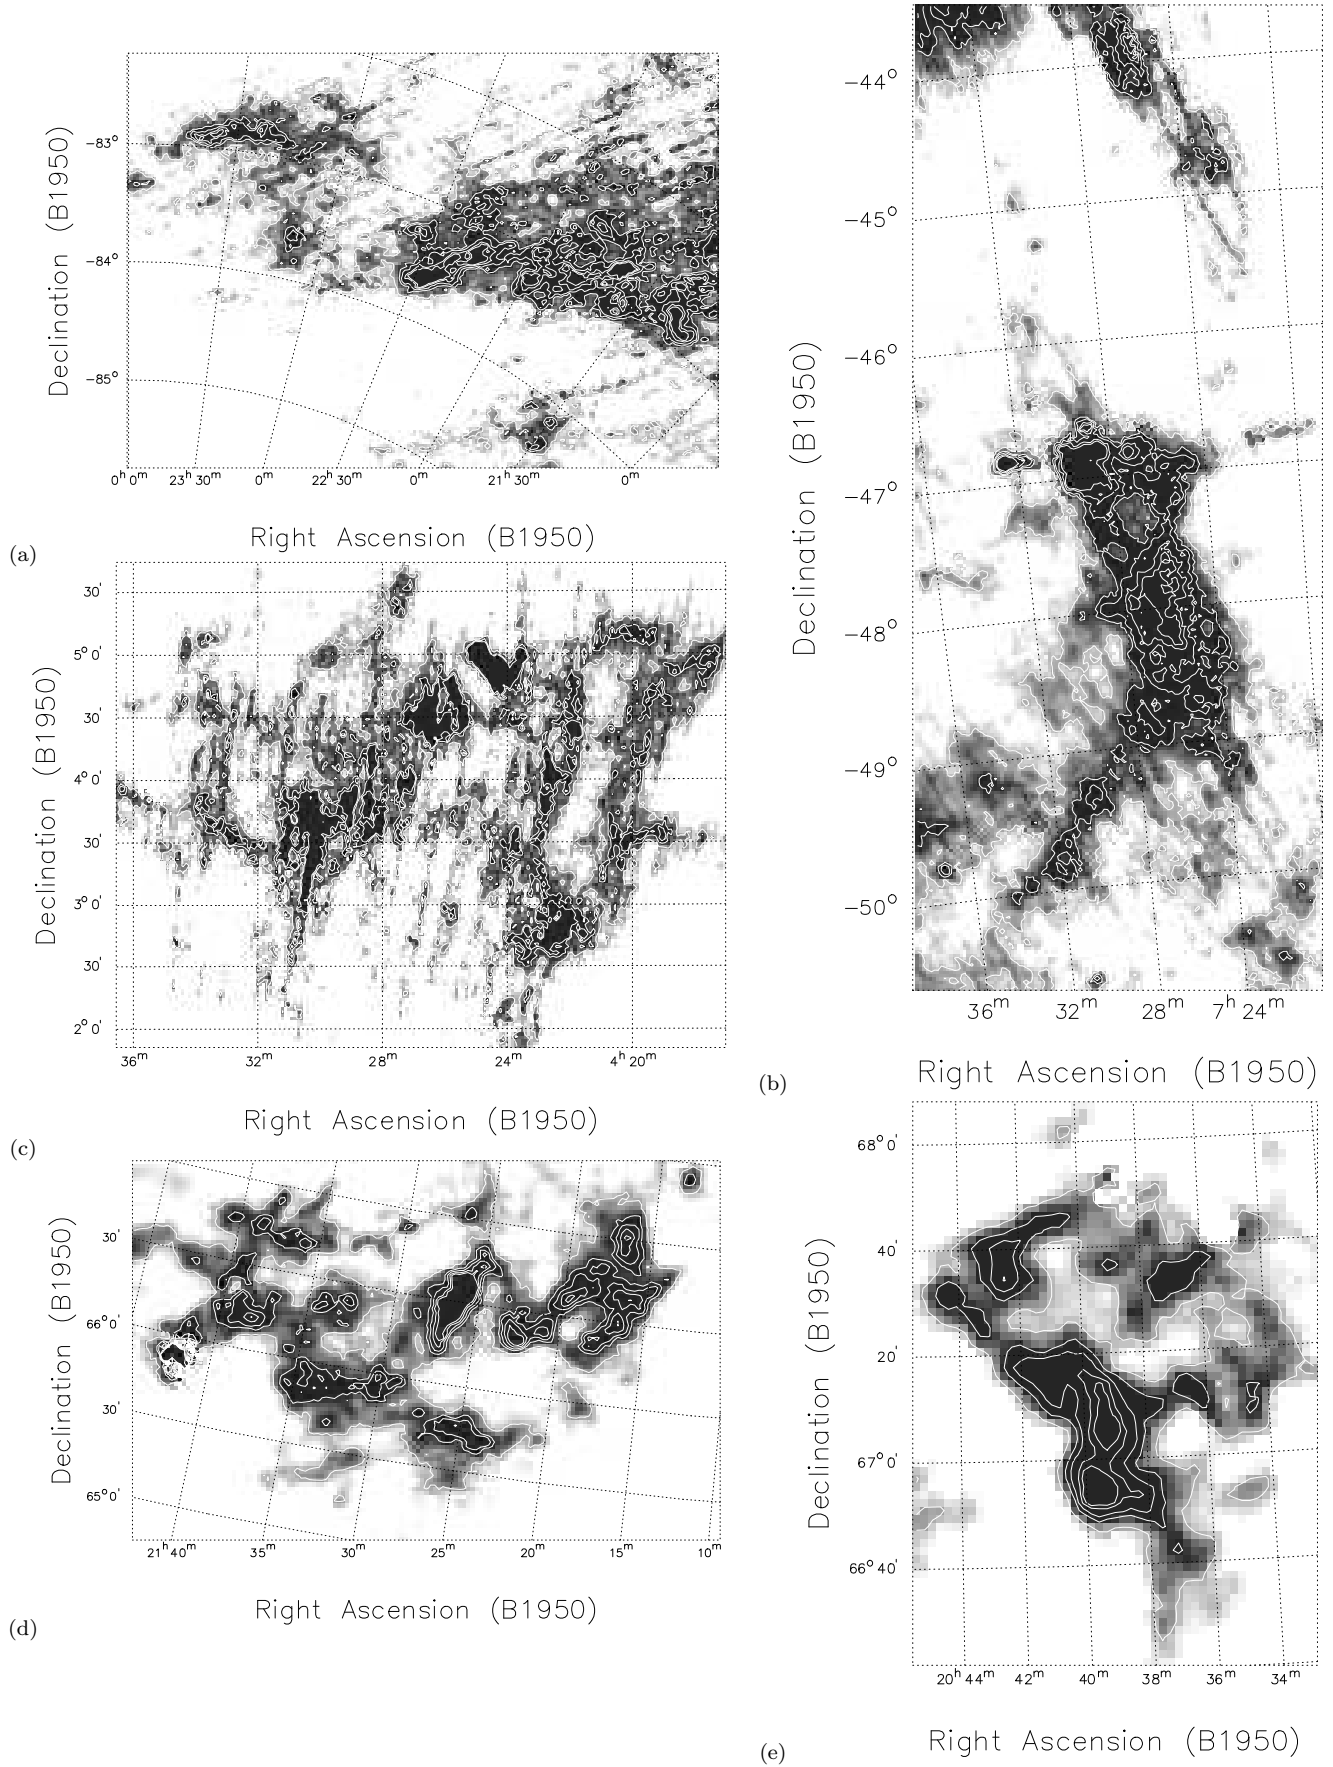 Declination (B1950)
−83°
−84°
−85°
0ʰ 0ᵐ 23ʰ 30ᵐ 0ᵐ 22ʰ 30ᵐ 0ᵐ 21ʰ 30ᵐ 0ᵐ
Right Ascension (B1950)
(a)
Declination (B1950)
−44°
−45°
−46°
−47°
−48°
−49°
−50°
36ᵐ 32ᵐ 28ᵐ 7ʰ 24ᵐ
Right Ascension (B1950)
(b)
Declination (B1950)
30'
5° 0'
30'
4° 0'
30'
3° 0'
30'
2° 0'
36ᵐ 32ᵐ 28ᵐ 24ᵐ 4ʰ 20ᵐ
Right Ascension (B1950)
(c)
Declination (B1950)
30'
66° 0'
30'
65° 0'
21ʰ 40ᵐ 35ᵐ 30ᵐ 25ᵐ 20ᵐ 15ᵐ 10ᵐ
Right Ascension (B1950)
(d)
Declination (B1950)
68° 0'
40'
20'
67° 0'
66° 40'
20ʰ 44ᵐ 42ᵐ 40ᵐ 38ᵐ 36ᵐ 34ᵐ
Right Ascension (B1950)
(e)